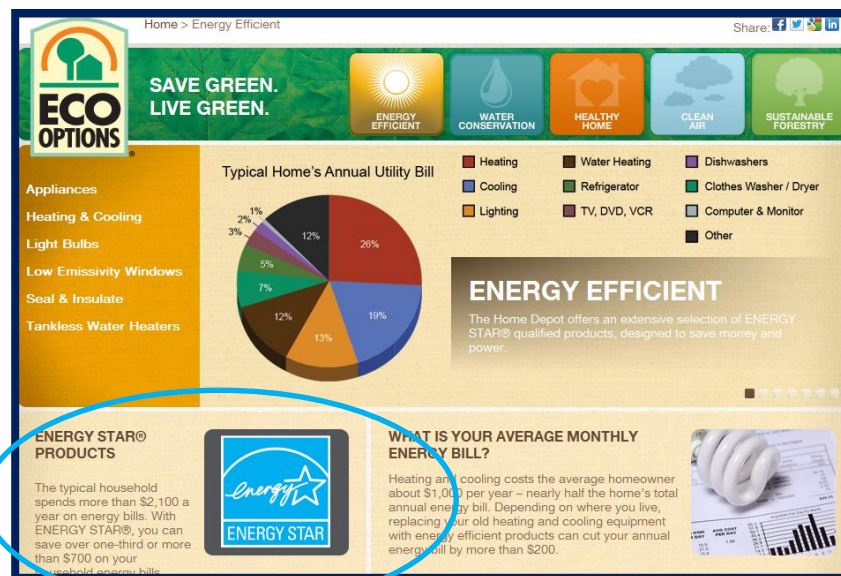 Home > Energy Efficient
Share:
ECO
OPTIONS
®
SAVE GREEN.
LIVE GREEN.
ENERGY
EFFICIENT
WATER
CONSERVATION
HEALTHY
HOME
CLEAN
AIR
SUSTAINABLE
FORESTRY
Appliances
Heating & Cooling
Light Bulbs
Low Emissivity Windows
Seal & Insulate
Tankless Water Heaters
Typical Home's Annual Utility Bill
26%
19%
13%
12%
7%
5%
3%
2%
1%
12%
Heating
Cooling
Lighting
Water Heating
Refrigerator
TV, DVD, VCR
Dishwashers
Clothes Washer / Dryer
Computer & Monitor
Other
ENERGY EFFICIENT
The Home Depot offers an extensive selection of ENERGY
STAR® qualified products, designed to save money and
power.
ENERGY STAR®
PRODUCTS
The typical household
spends more than $2,100 a
year on energy bills. With
ENERGY STAR®, you can
save over one-third or more
than $700 on your
household energy bills
energy
ENERGY STAR
WHAT IS YOUR AVERAGE MONTHLY
ENERGY BILL?
Heating and cooling costs the average homeowner
about $1,000 per year – nearly half the home's total
annual energy bill. Depending on where you live,
replacing your old heating and cooling equipment
with energy efficient products can cut your annual
energy bill by more than $200.
AVG COST
PER DAY